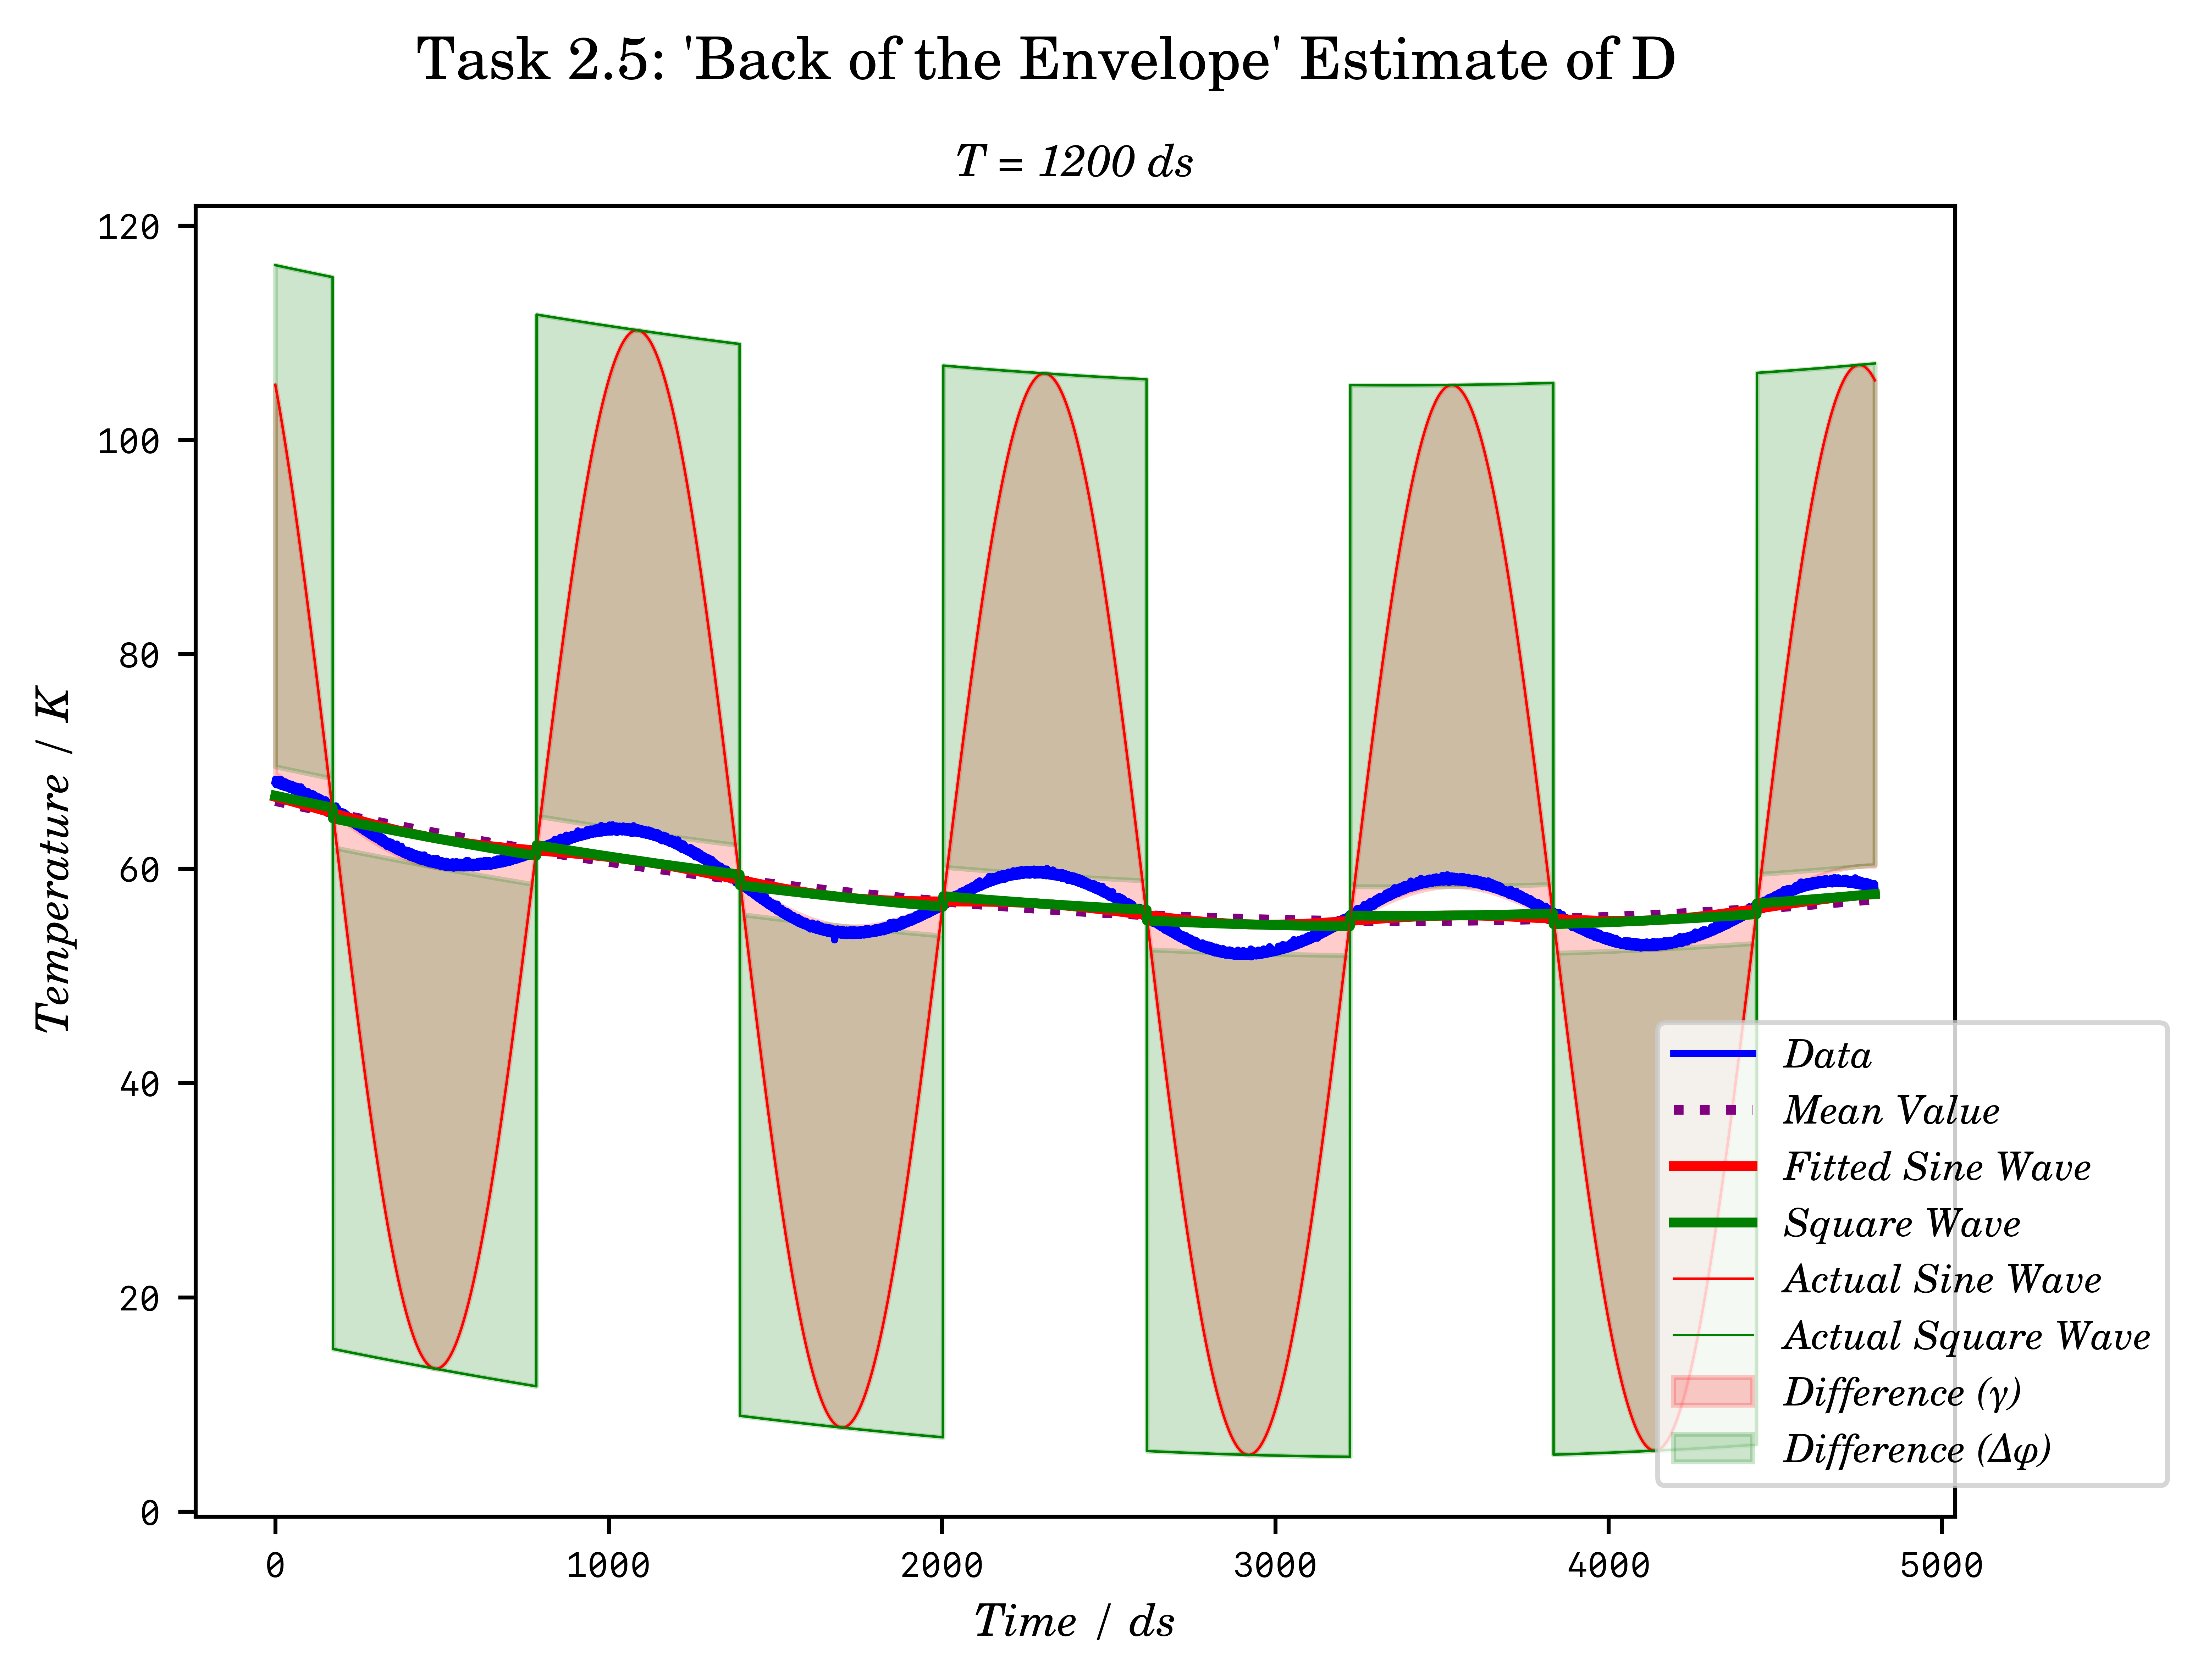 Task 2.5: 'Back of the Envelope' Estimate of D
T = 1200 ds
120
100
80
60
40
20
0
Temperature / K
0 1000 2000 3000 4000 5000
Time / ds
Data
Mean Value
Fitted Sine Wave
Square Wave
Actual Sine Wave
Actual Square Wave
Difference (γ)
Difference (Δφ)